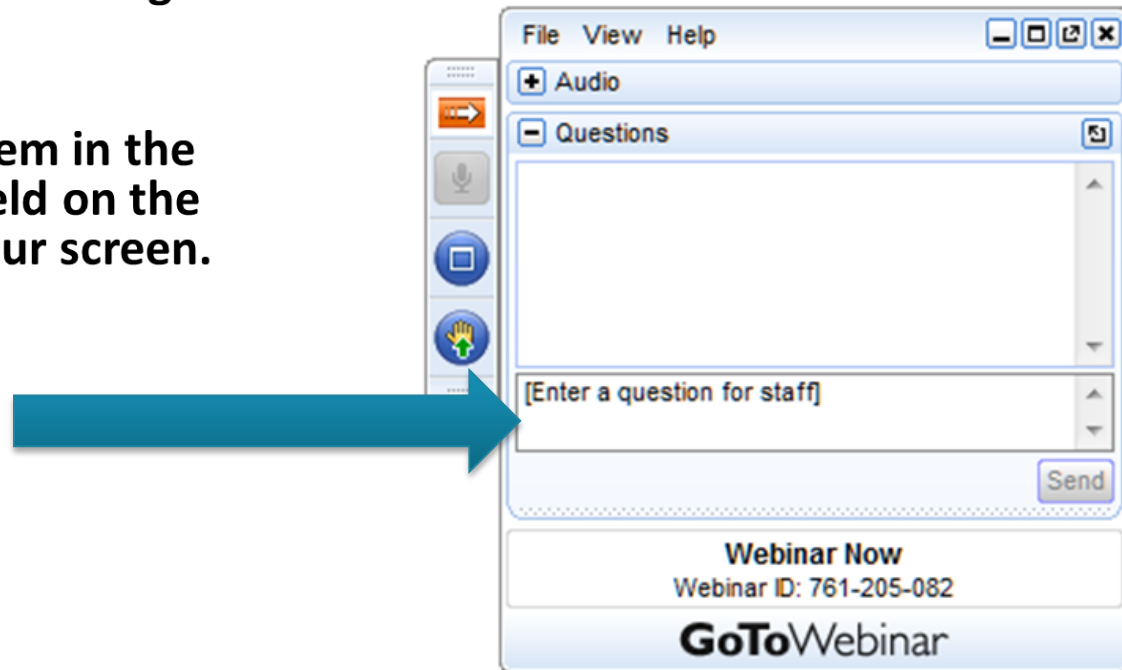 File View Help
Audio
Questions
em in the
eld on the
ur screen.
[Enter a question for staff]
Send
Webinar Now
Webinar ID: 761-205-082
GoToWebinar